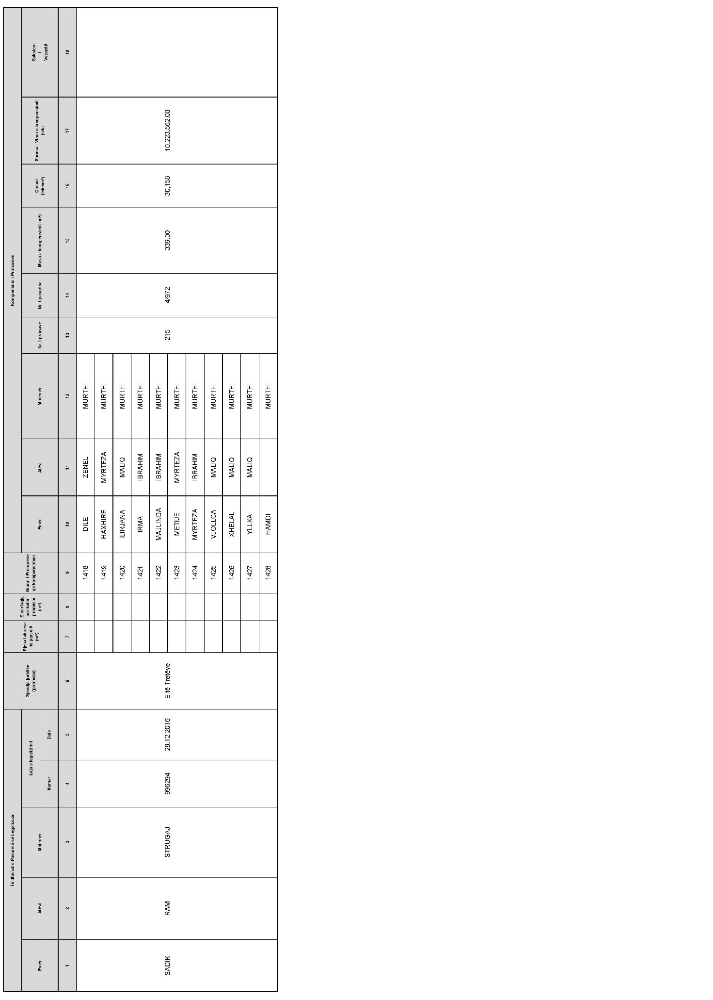 Të dhënat e Pasurisë së Legalizuar
Kompensimi i Pronarëve
Emër
Atësi
Mbiemër
Leja e legalizimit
Numer
Date
Gjendja juridike
(pronesia)
Pjesa takuese
në parcelë
(m²)
Sipërfaqja
për kalim
pronësie
(m²)
Numri i Pronareve
qe kompensohen
Emër
Atësi
Mbiemër
Nr. i pronave
Nr. i pasurisë
Masa e kompensimit (m²)
Çmimi
(leke/m²)
Shuma - Vlera e kompensimit
(lek)
Seksioni
I
Veçantë
1 2 3 4 5 6 7 8 9 10 11 12 13 14 15 16 17 18
SADIK RAM STRUGAJ 996294 28.12.2016 E të Tretëve
1418 DILE ZENEL MURTHI
1419 HAXHIRE MYRTEZA MURTHI
1420 ILIRJANA MALIQ MURTHI
1421 IRMA IBRAHIM MURTHI
1422 MAJLINDA IBRAHIM MURTHI
1423 METIJE MYRTEZA MURTHI
1424 MYRTEZA IBRAHIM MURTHI
1425 VJOLLCA MALIQ MURTHI
1426 XHELAL MALIQ MURTHI
1427 YLLKA MALIQ MURTHI
1428 HAMDI MURTHI
215 4/972 339.00 30,158 10,223,562.00